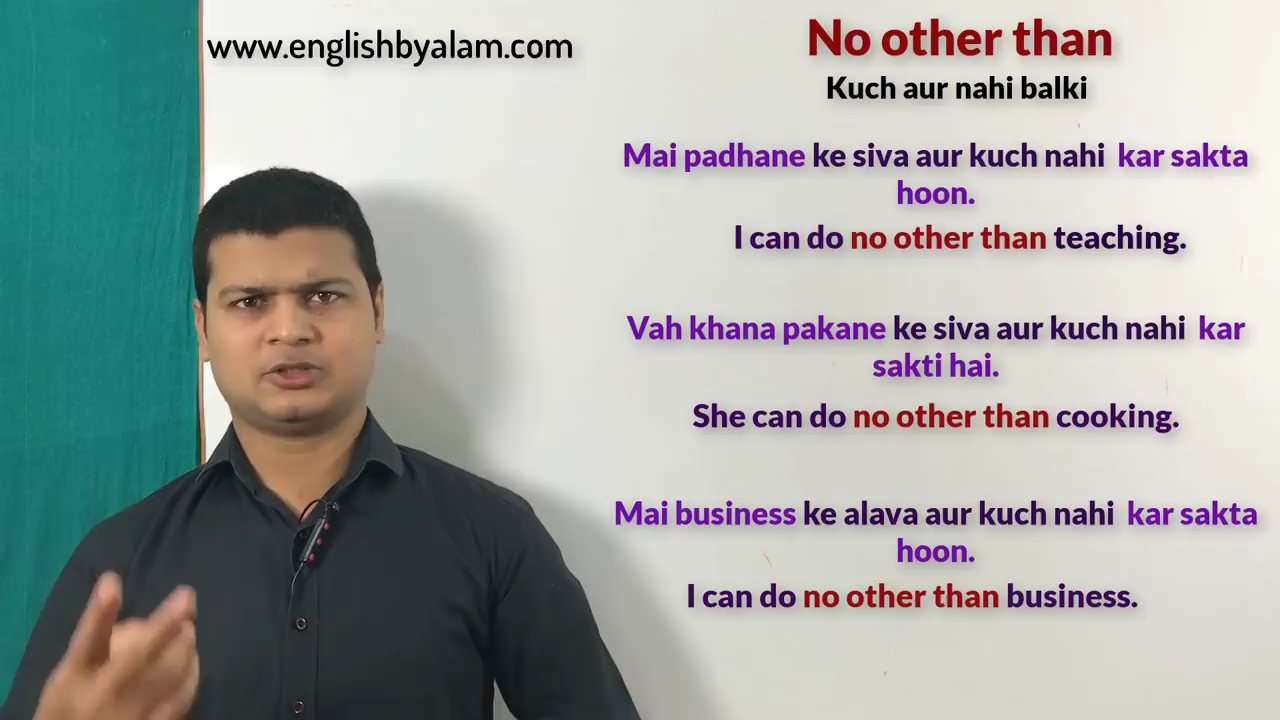 www.englishbyalam.com
No other than
Kuch aur nahi balki
Mai padhane ke siva aur kuch nahi kar sakta
hoon.
I can do no other than teaching.
Vah khana pakane ke siva aur kuch nahi kar
sakti hai.
She can do no other than cooking.
Mai business ke alava aur kuch nahi kar sakta
hoon.
I can do no other than business.